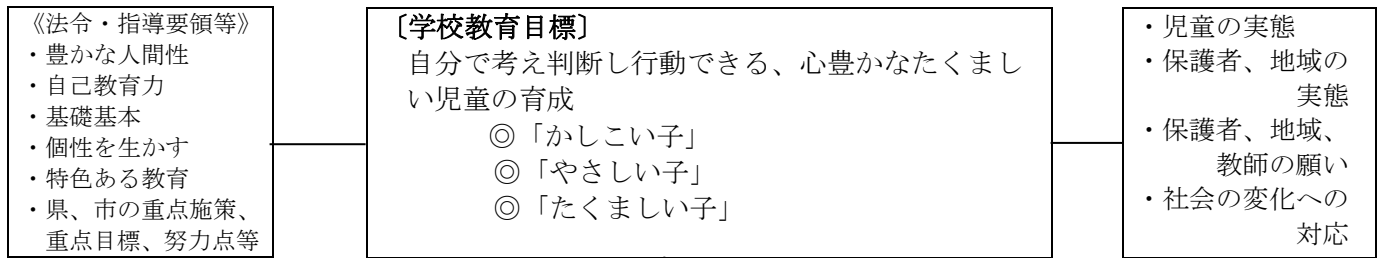 《法令・指導要領等》
・豊かな人間性
・自己教育力
・基礎基本
・個性を生かす
・特色ある教育
・県、市の重点施策、
重点目標、努力点等
〔学校教育目標〕
自分で考え判断し行動できる、心豊かなたくまし
い児童の育成
◎「かしこい子」
◎「やさしい子」
◎「たくましい子」
・児童の実態
・保護者、地域の
実態
・保護者、地域、
教師の願い
・社会の変化への
対応